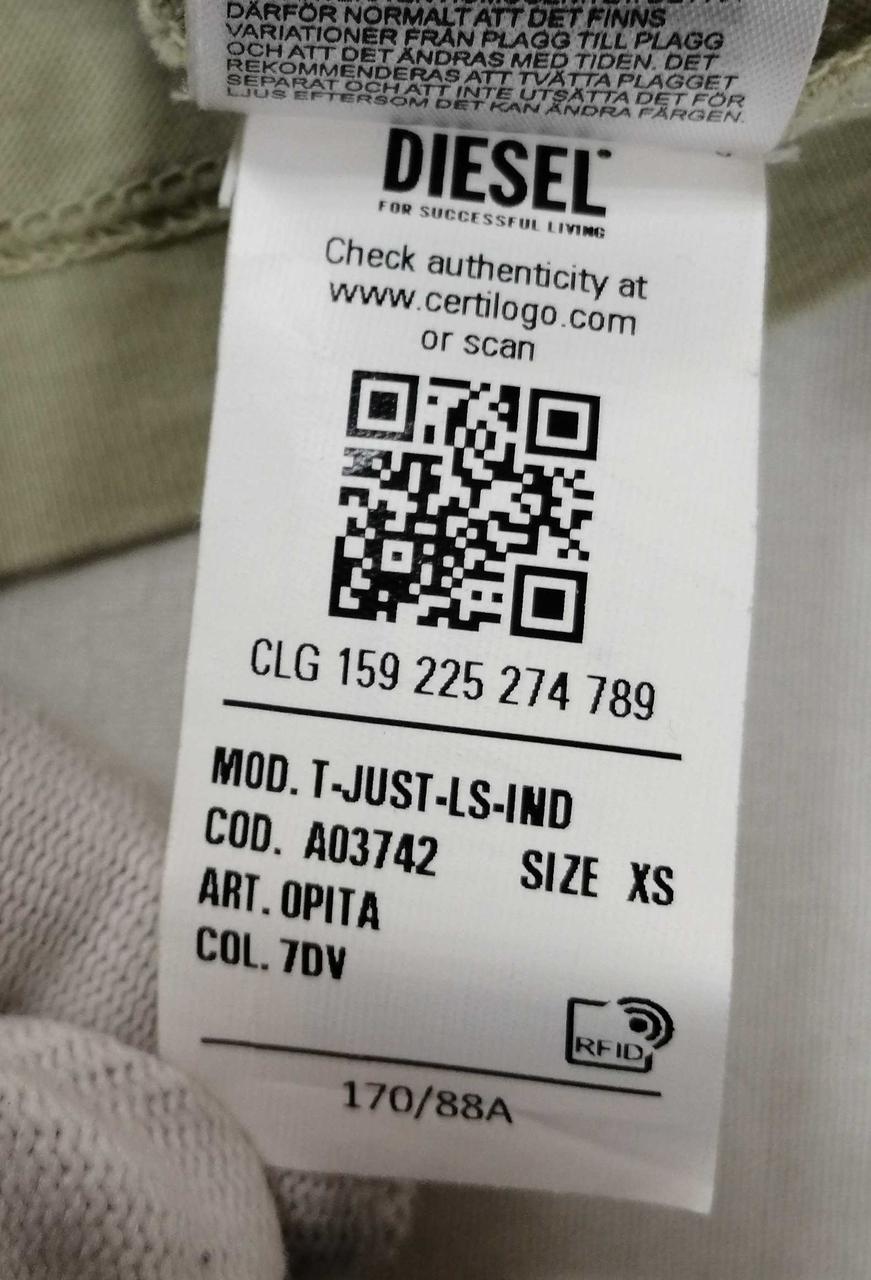 DÄRFÖR NORMALT ATT DET FINNS
VARIATIONER FRÅN PLAGG TILL PLAGG
OCH ATT DET ÄNDRAS MED TIDEN. DET
REKOMMENDERAS ATT TVÄTTA PLAGGET
SEPARAT OCH ATT INTE UTSÄTTA DET FÖR
LJUS EFTERSOM DET KAN ÄNDRA FÄRGEN.
DIESEL
FOR SUCCESSFUL LIVING
Check authenticity at
www.certilogo.com
or scan
CLG 159 225 274 789
MOD. T-JUST-LS-IND
COD. A03742 SIZE XS
ART. OPITA
COL. 7DV
RFID
170/88A